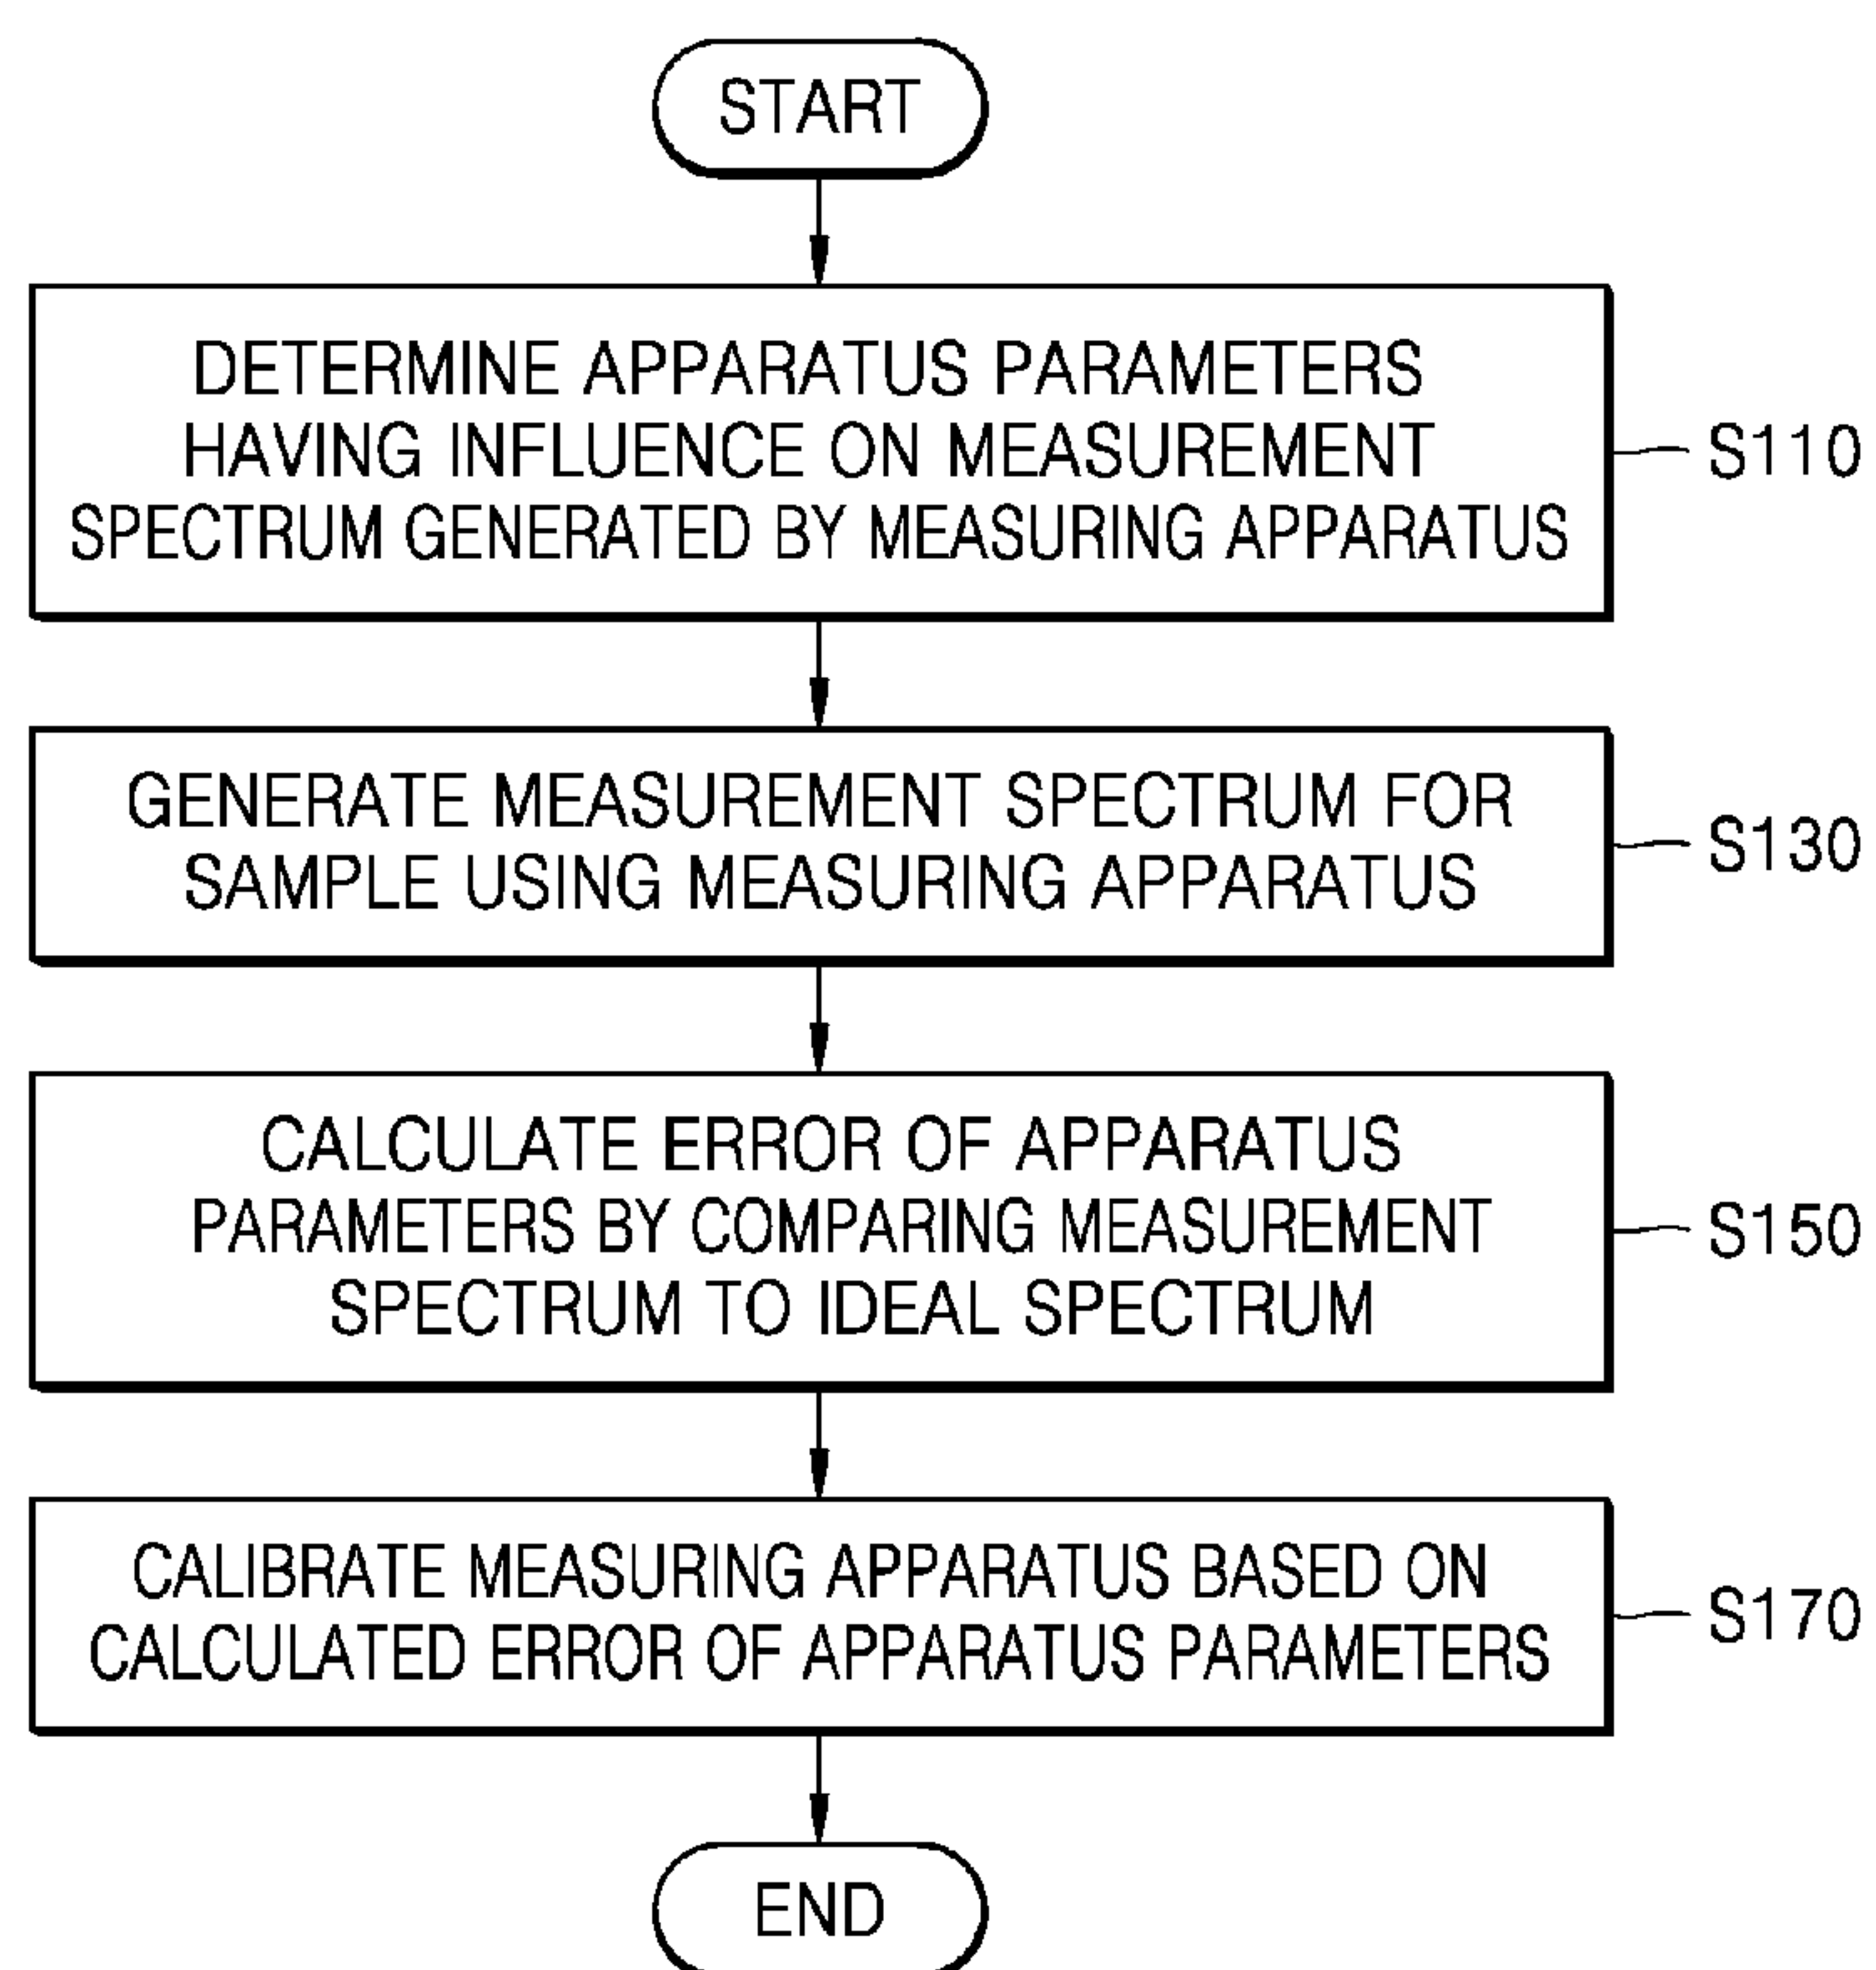 START
DETERMINE APPARATUS PARAMETERS
HAVING INFLUENCE ON MEASUREMENT
SPECTRUM GENERATED BY MEASURING APPARATUS
S110
GENERATE MEASUREMENT SPECTRUM FOR
SAMPLE USING MEASURING APPARATUS
S130
CALCULATE ERROR OF APPARATUS
PARAMETERS BY COMPARING MEASUREMENT
SPECTRUM TO IDEAL SPECTRUM
S150
CALIBRATE MEASURING APPARATUS BASED ON
CALCULATED ERROR OF APPARATUS PARAMETERS
S170
END